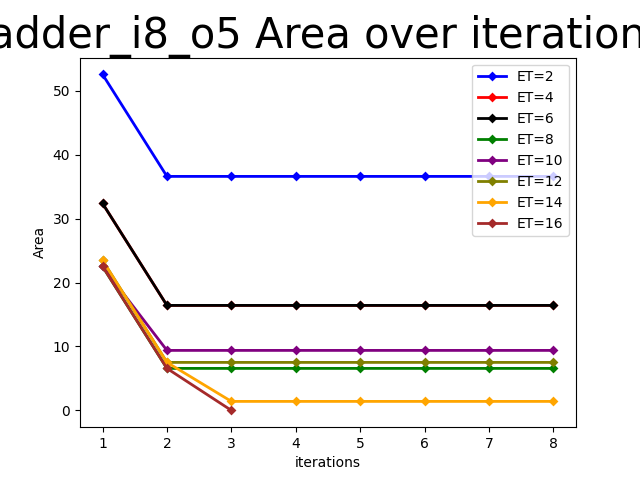 adder_i8_o5 Area over iteration
50
40
30
20
10
0
Area
1 2 3 4 5 6 7 8
iterations
ET=2
ET=4
ET=6
ET=8
ET=10
ET=12
ET=14
ET=16